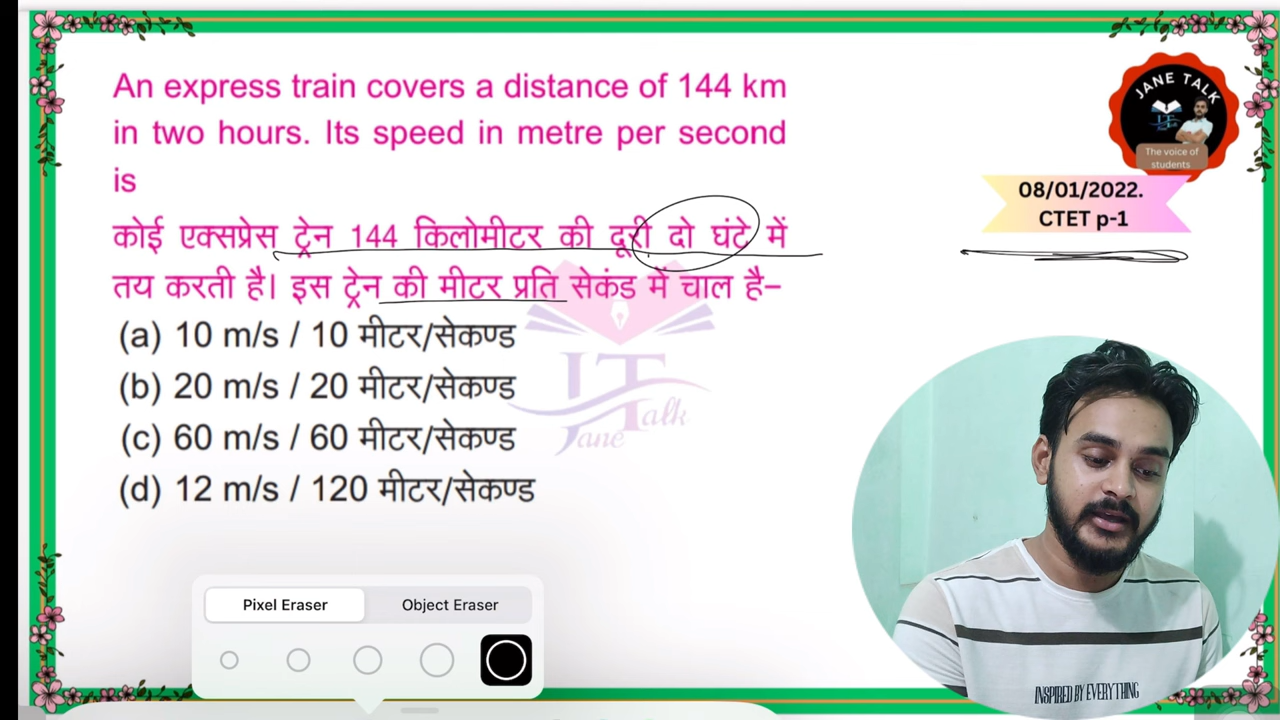 An express train covers a distance of 144 km
in two hours. Its speed in metre per second
is
कोई एक्सप्रेस ट्रेन 144 किलोमीटर की दूरी दो घंटे में
तय करती है। इस ट्रेन की मीटर प्रति सेकंड में चाल है–
(a) 10 m/s / 10 मीटर/सेकण्ड
(b) 20 m/s / 20 मीटर/सेकण्ड
(c) 60 m/s / 60 मीटर/सेकण्ड
(d) 12 m/s / 120 मीटर/सेकण्ड
JANE TALK
The voice of
students
08/01/2022.
CTET p-1
JT
Jane Talk
Pixel Eraser
Object Eraser
INSPIRED BY EVERYTHING